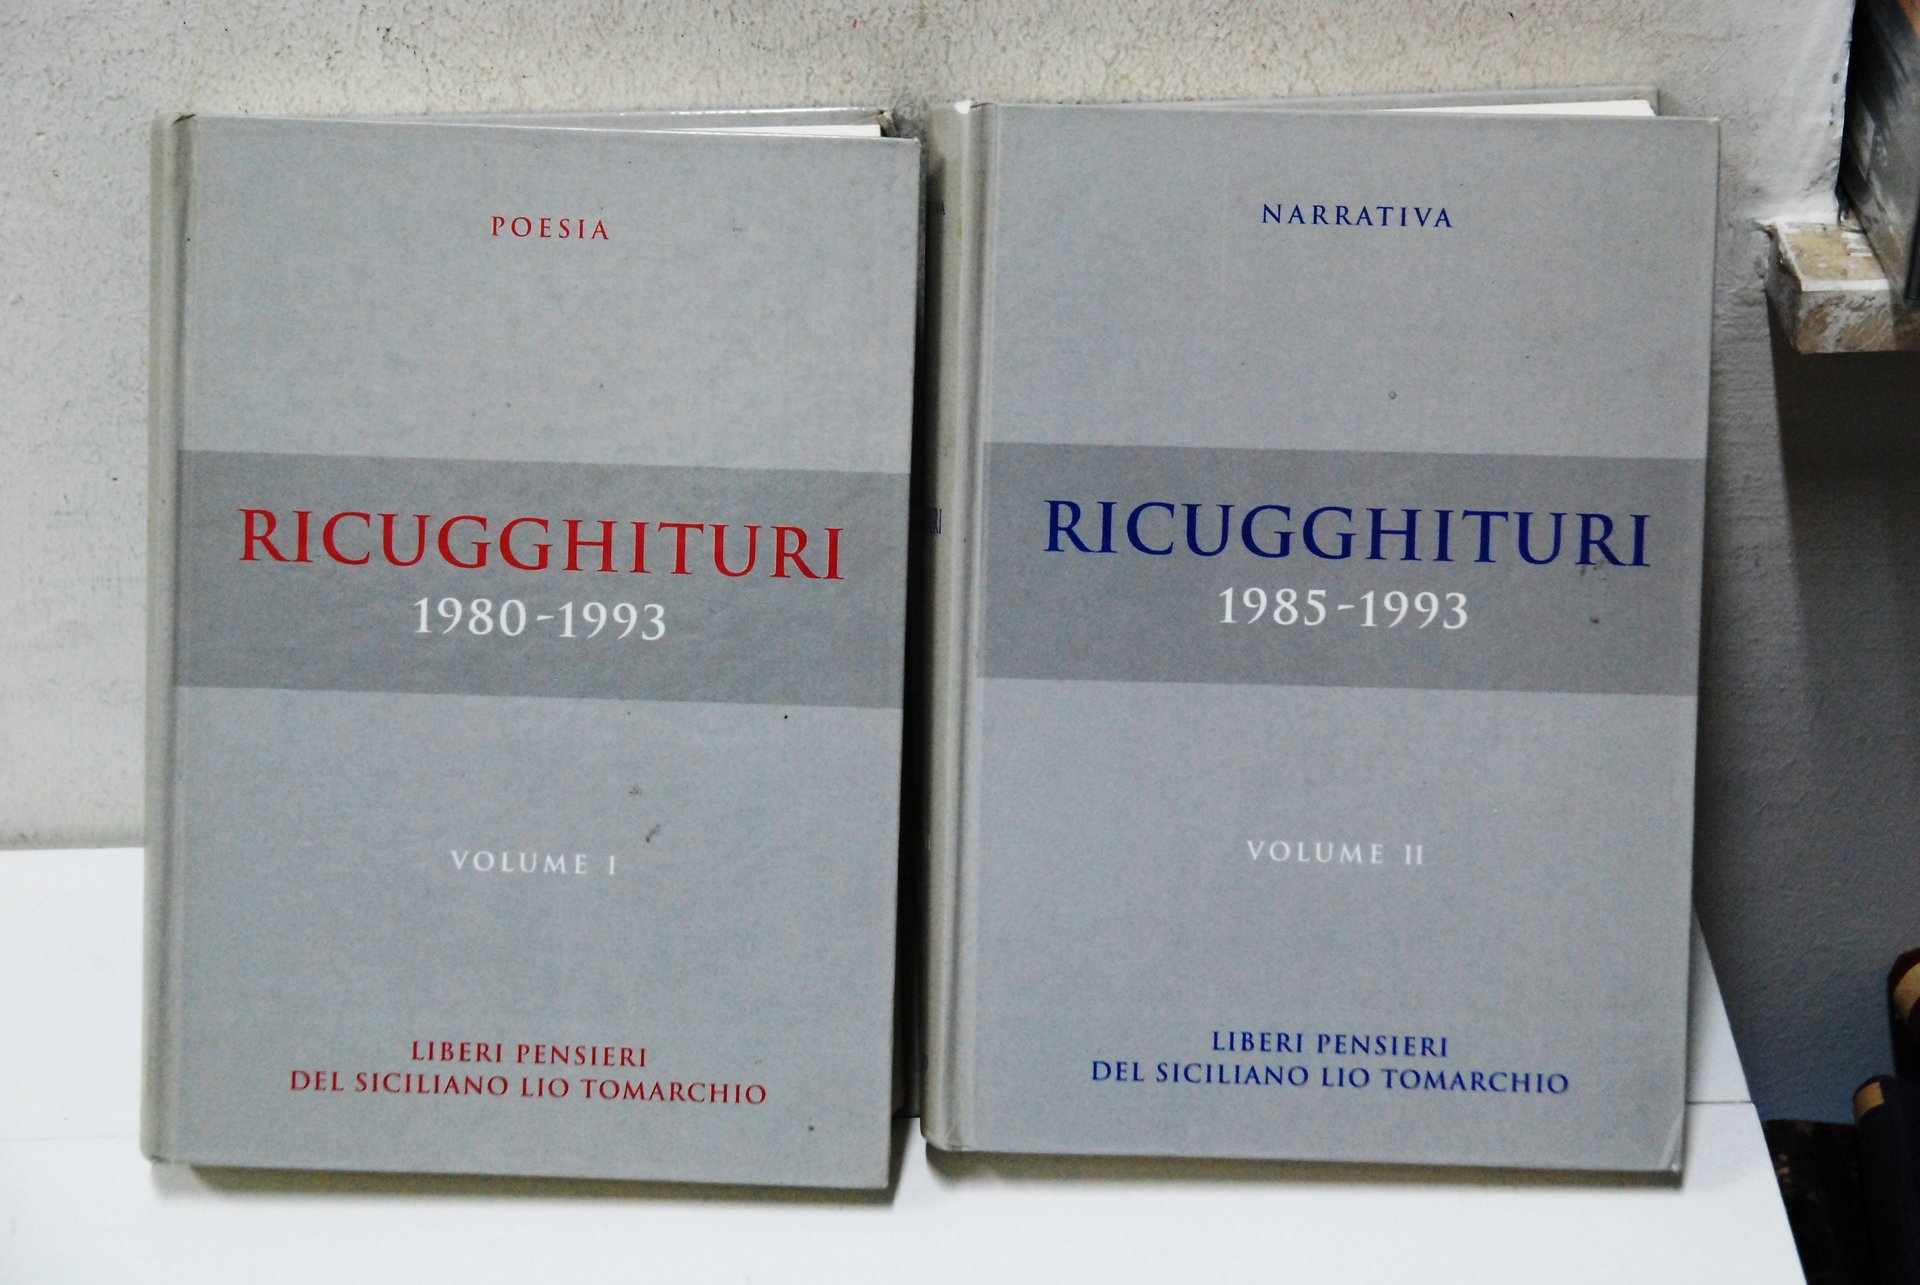 POESIA
RICUGGHITURI
1980-1993
VOLUME I
LIBERI PENSIERI
DEL SICILIANO LIO TOMARCHIO
NARRATIVA
RICUGGHITURI
1985-1993
VOLUME II
LIBERI PENSIERI
DEL SICILIANO LIO TOMARCHIO